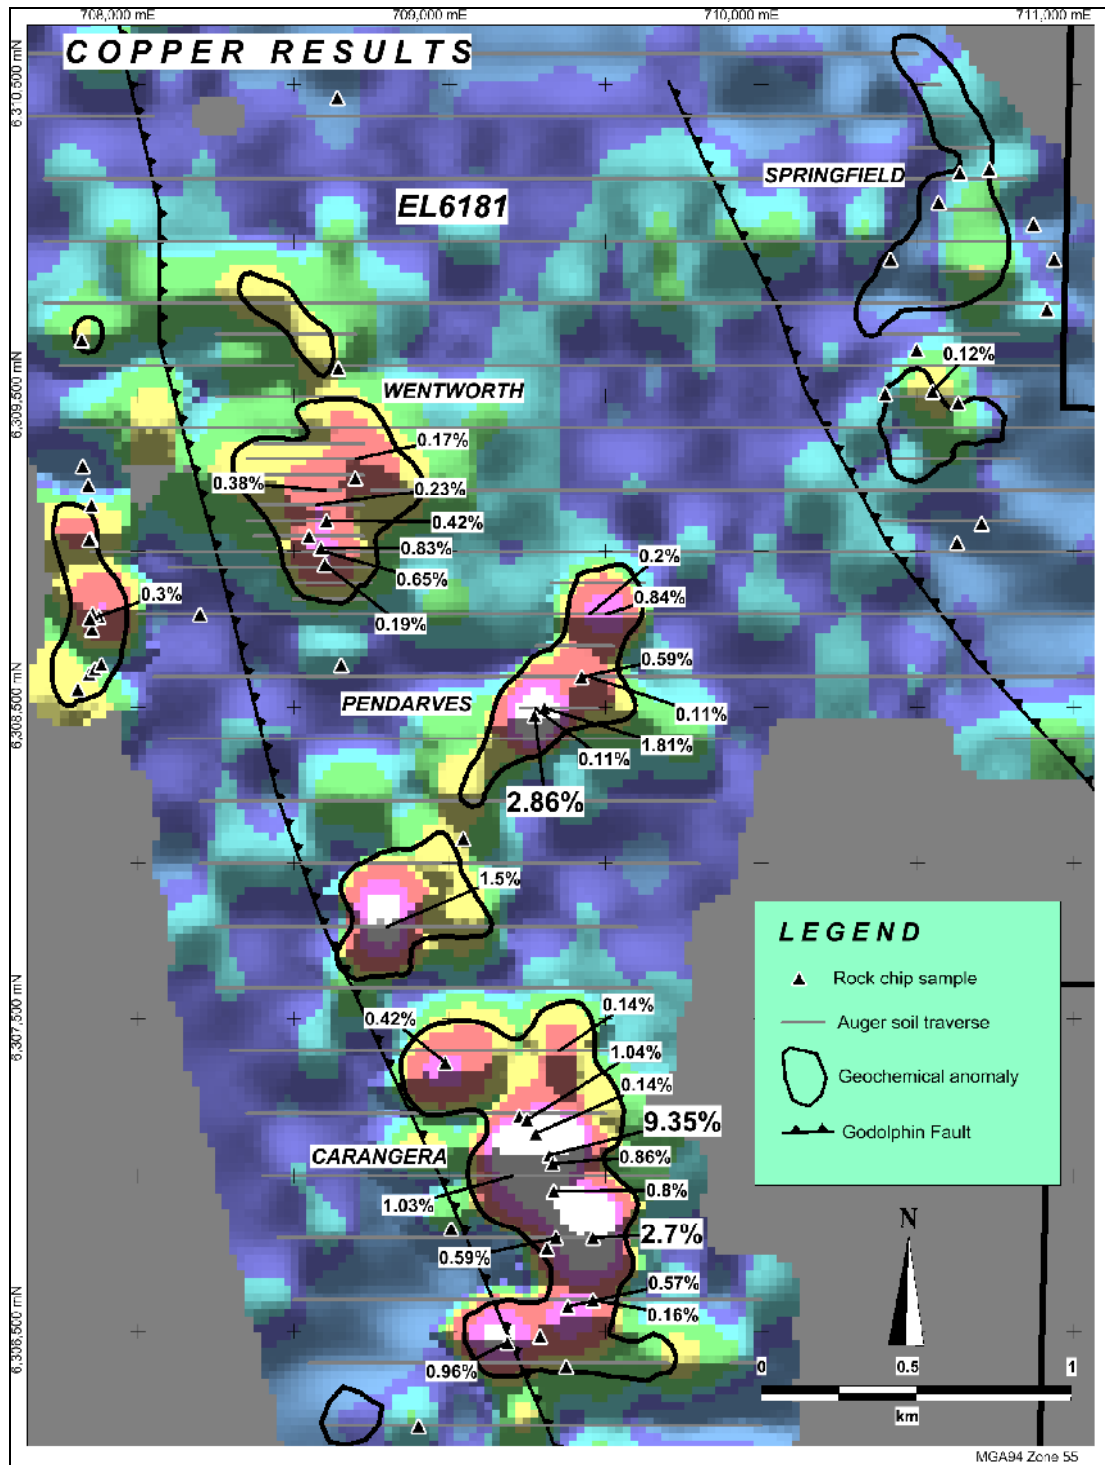 708,000 mE
709,000 mE
710,000 mE
711,000 mE
COPPER RESULTS
6,310,500 mN
SPRINGFIELD
EL6181
0.12%
WENTWORTH
6,309,500 mN
0.17%
0.38%
0.23%
0.42%
0.83%
0.65%
0.19%
0.3%
0.2%
0.84%
0.59%
0.11%
PENDARVES
6,308,500 mN
1.81%
0.11%
2.86%
1.5%
LEGEND
Rock chip sample
Auger soil traverse
Geochemical anomaly
Godolphin Fault
6,307,500 mN
0.42%
0.14%
1.04%
0.14%
9.35%
CARANGERA
0.86%
0.8%
1.03%
2.7%
0.59%
0.57%
0.16%
6,306,500 mN
0.96%
N
0
0.5
1
km
MGA94 Zone 55